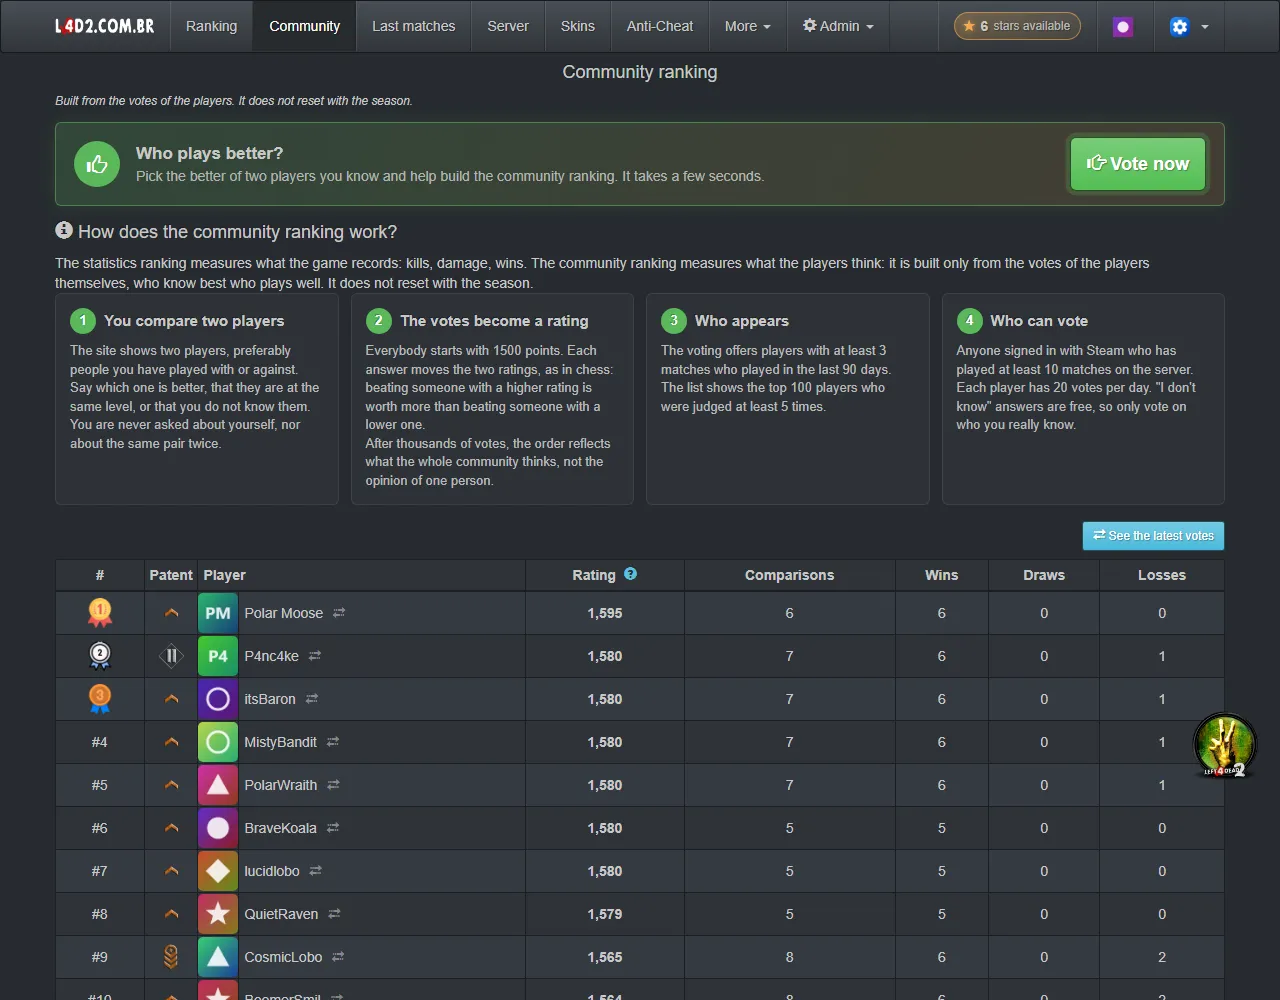 L4D2.COM.BR Ranking Community Last matches Server Skins Anti-Cheat More Admin 6 stars available
Community ranking
Built from the votes of the players. It does not reset with the season.
Who plays better?
Pick the better of two players you know and help build the community ranking. It takes a few seconds.
Vote now
How does the community ranking work?
The statistics ranking measures what the game records: kills, damage, wins. The community ranking measures what the players think: it is built only from the votes of the players
themselves, who know best who plays well. It does not reset with the season.
1 You compare two players
The site shows two players, preferably
people you have played with or against.
Say which one is better, that they are at the
same level, or that you do not know them.
You are never asked about yourself, nor
about the same pair twice.
2 The votes become a rating
Everybody starts with 1500 points. Each
answer moves the two ratings, as in chess:
beating someone with a higher rating is
worth more than beating someone with a
lower one.
After thousands of votes, the order reflects
what the whole community thinks, not the
opinion of one person.
3 Who appears
The voting offers players with at least 3
matches who played in the last 90 days.
The list shows the top 100 players who
were judged at least 5 times.
4 Who can vote
Anyone signed in with Steam who has
played at least 10 matches on the server.
Each player has 20 votes per day. "I don't
know" answers are free, so only vote on
who you really know.
See the latest votes
# Patent Player Rating ? Comparisons Wins Draws Losses
1 PM Polar Moose 1,595 6 6 0 0
2 P4 P4nc4ke 1,580 7 6 0 1
3 itsBaron 1,580 7 6 0 1
#4 MistyBandit 1,580 7 6 0 1
#5 PolarWraith 1,580 7 6 0 1
#6 BraveKoala 1,580 5 5 0 0
#7 lucidlobo 1,580 5 5 0 0
#8 QuietRaven 1,579 5 5 0 0
#9 CosmicLobo 1,565 8 6 0 2
#10 BoomerSmil 1,564 8 6 0 2
LEFT 4 DEAD 2